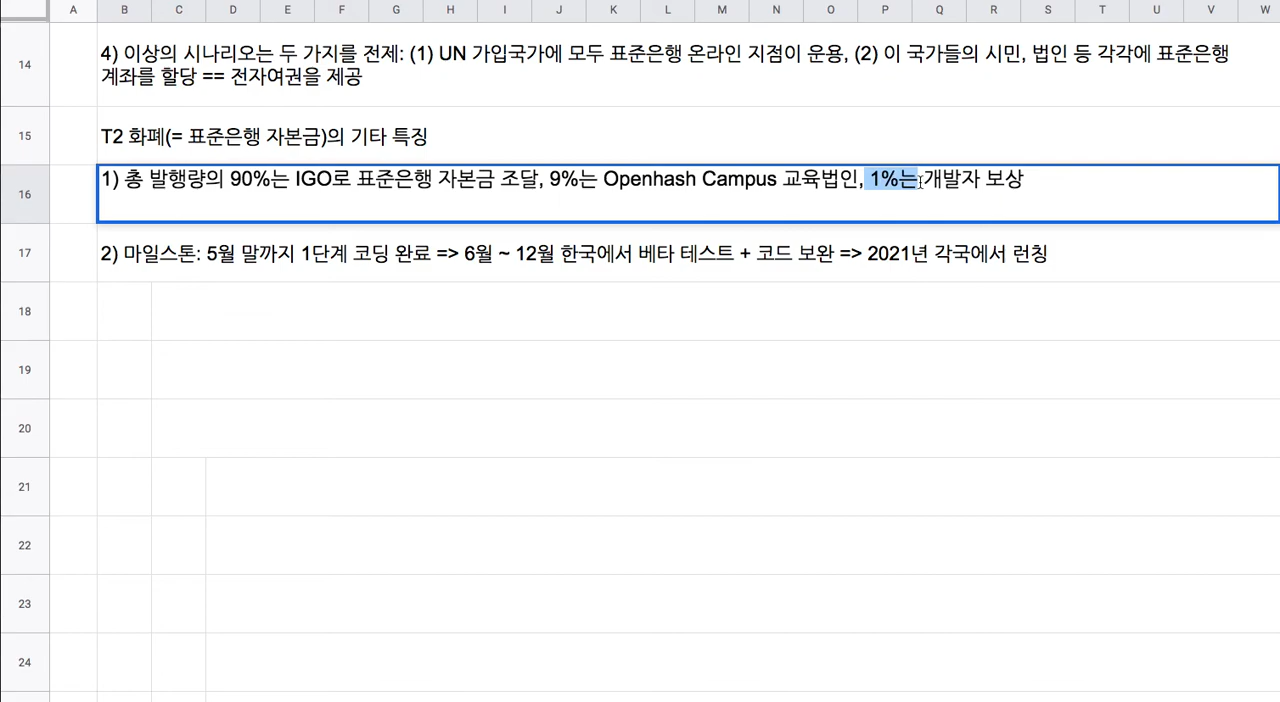 A B C D E F G H I J K L M N O P Q R S T U V W
14 4) 이상의 시나리오는 두 가지를 전제: (1) UN 가입국가에 모두 표준은행 온라인 지점이 운용, (2) 이 국가들의 시민, 법인 등 각각에 표준은행
계좌를 할당 == 전자여권을 제공
15 T2 화폐(= 표준은행 자본금)의 기타 특징
16 1) 총 발행량의 90%는 IGO로 표준은행 자본금 조달, 9%는 Openhash Campus 교육법인, 1%는 개발자 보상
17 2) 마일스톤: 5월 말까지 1단계 코딩 완료 => 6월 ~ 12월 한국에서 베타 테스트 + 코드 보완 => 2021년 각국에서 런칭
18
19
20
21
22
23
24